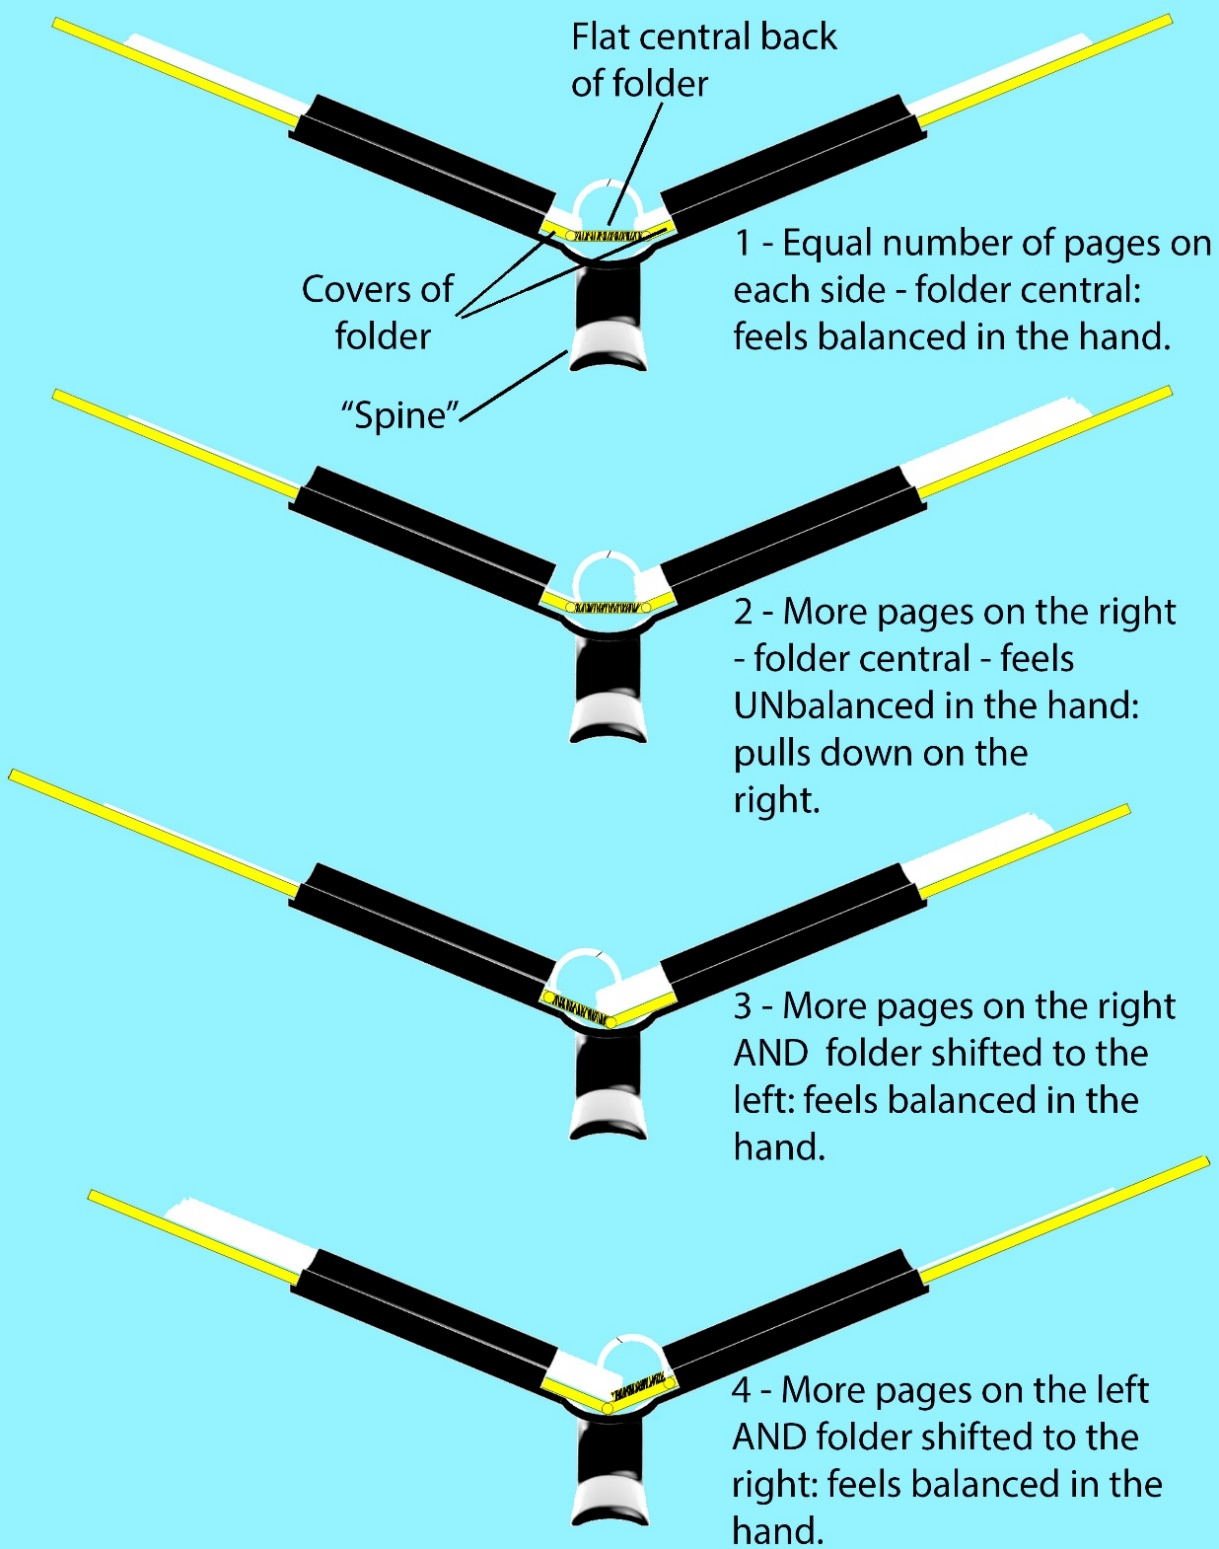 Flat central back
of folder
1 - Equal number of pages on
each side - folder central:
feels balanced in the hand.
Covers of
folder
“Spine”
2 - More pages on the right
- folder central - feels
UNbalanced in the hand:
pulls down on the
right.
3 - More pages on the right
AND  folder shifted to the
left: feels balanced in the
hand.
4 - More pages on the left
AND folder shifted to the
right: feels balanced in the
hand.